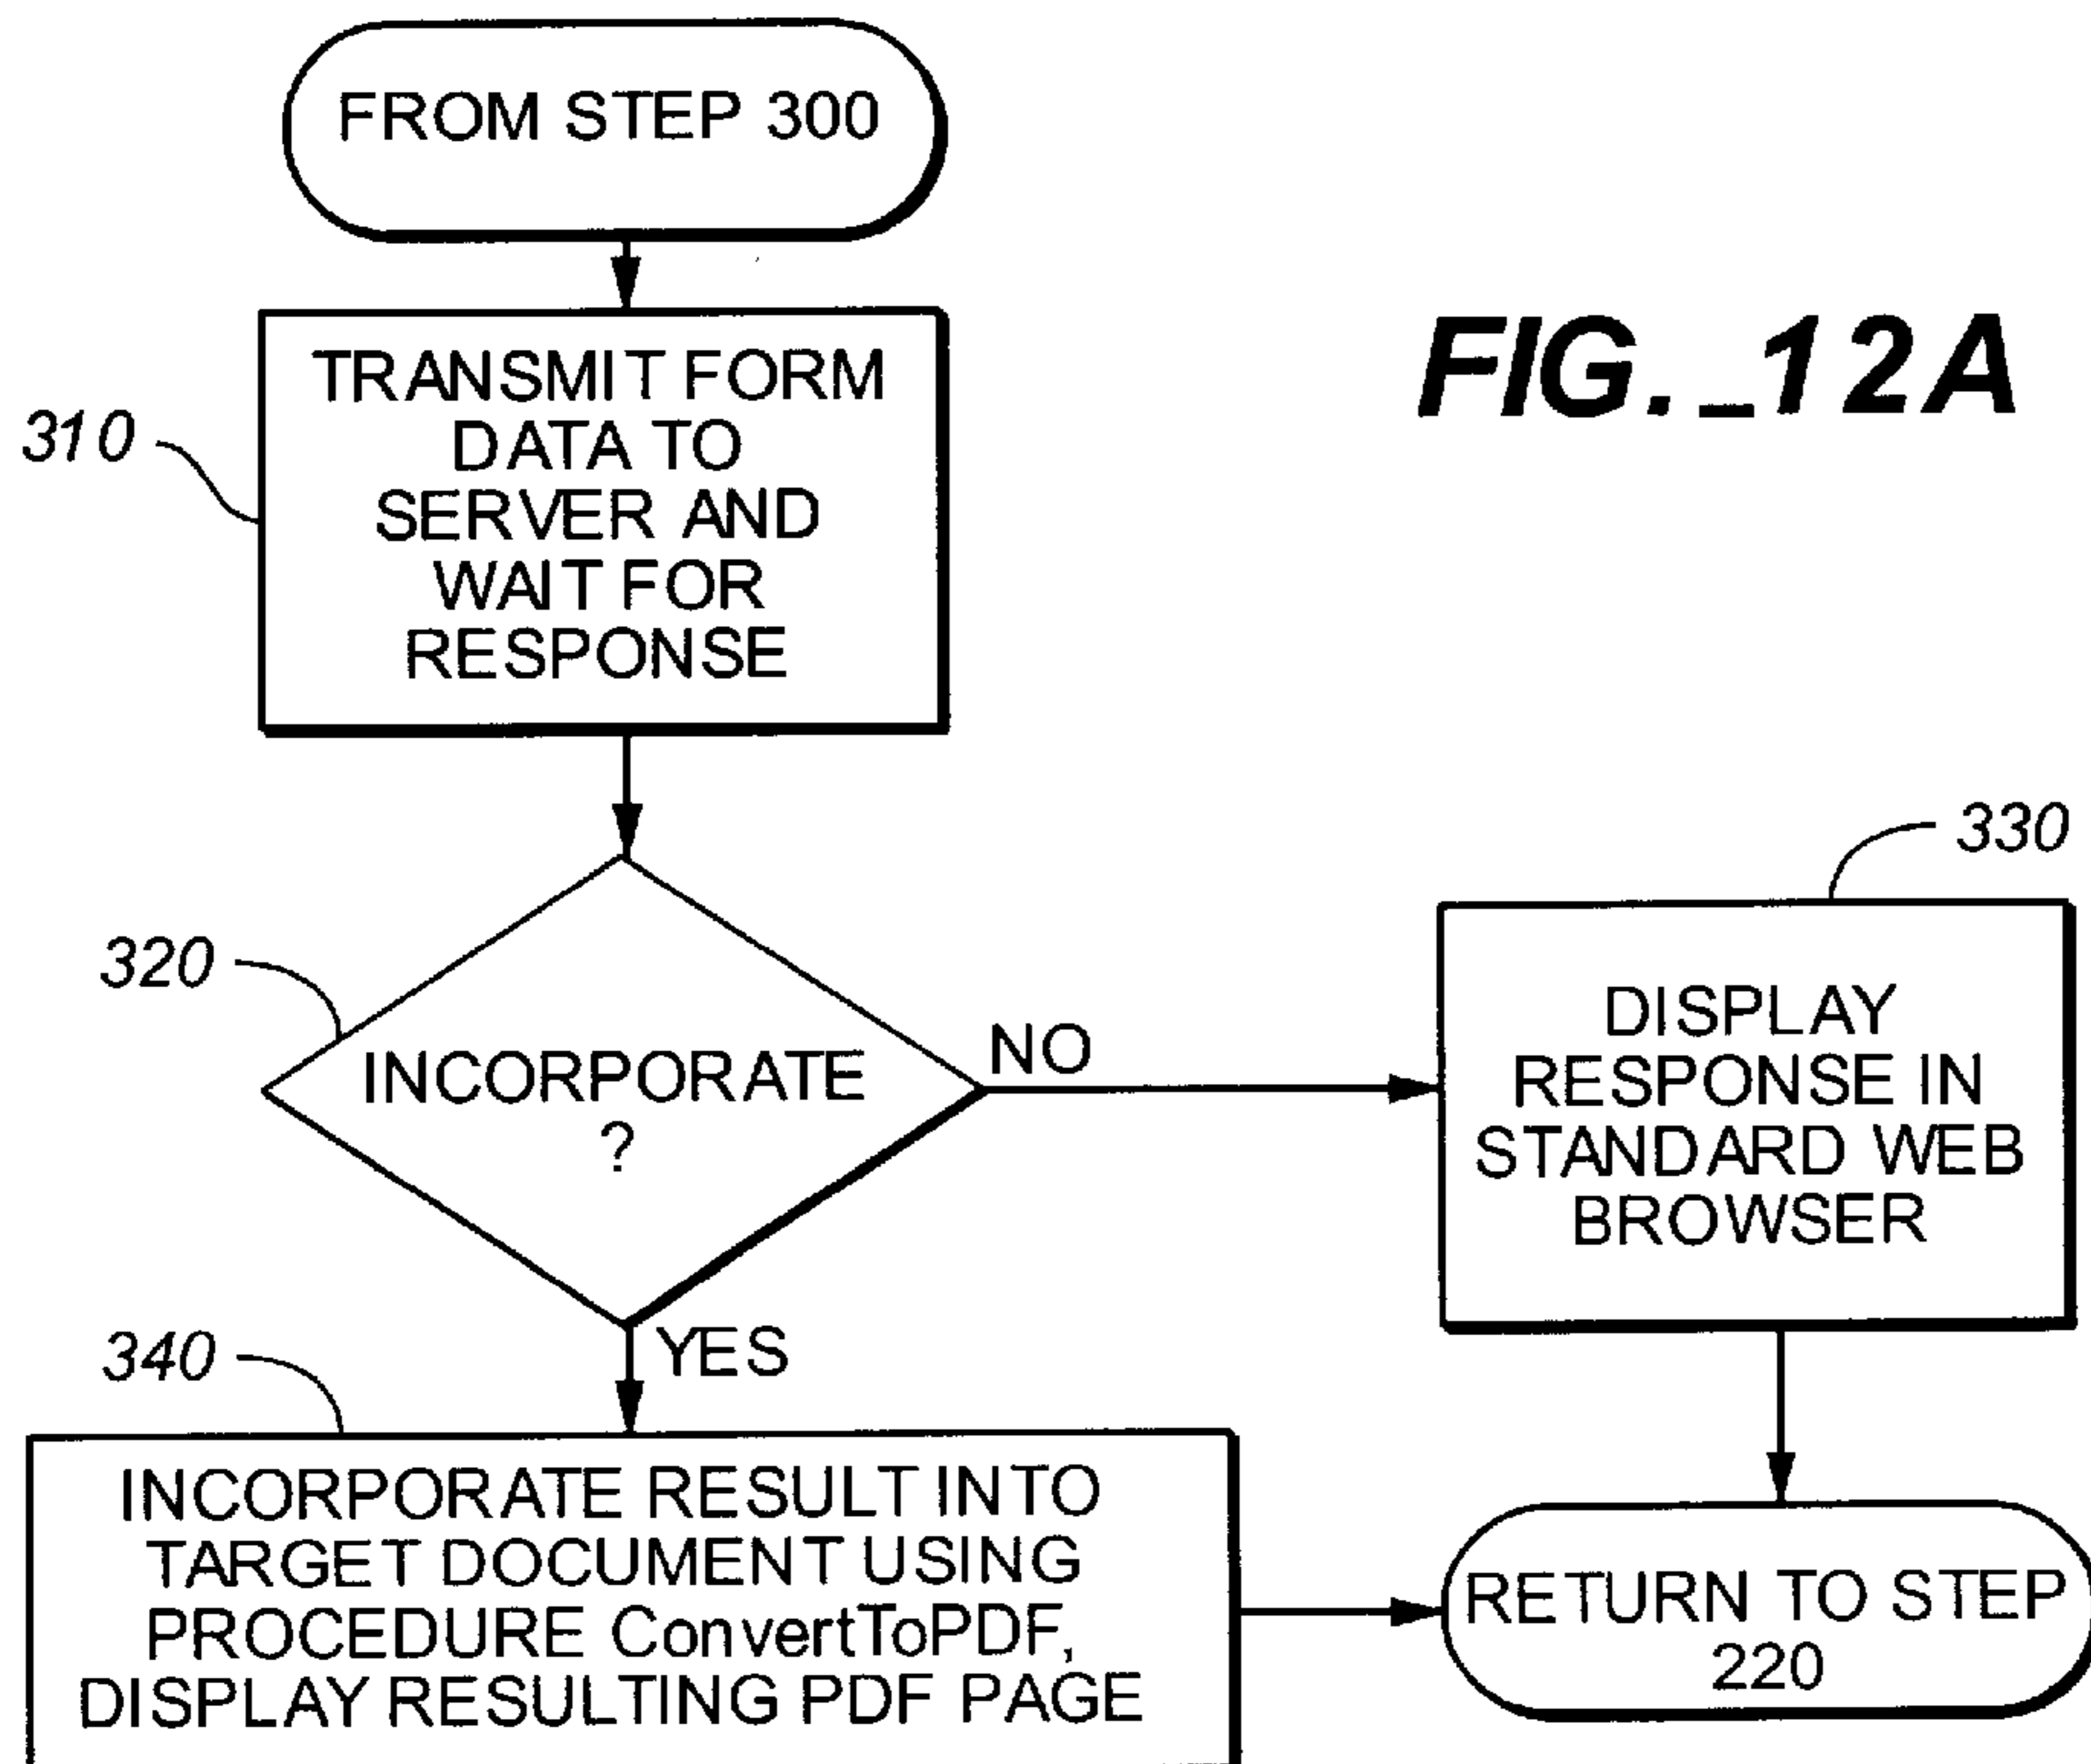 FROM STEP 300
FIG._12A
310
TRANSMIT FORM
DATA TO
SERVER AND
WAIT FOR
RESPONSE
320
INCORPORATE
?
NO
YES
330
DISPLAY
RESPONSE IN
STANDARD WEB
BROWSER
340
INCORPORATE RESULT INTO
TARGET DOCUMENT USING
PROCEDURE ConvertToPDF,
DISPLAY RESULTING PDF PAGE
RETURN TO STEP
220